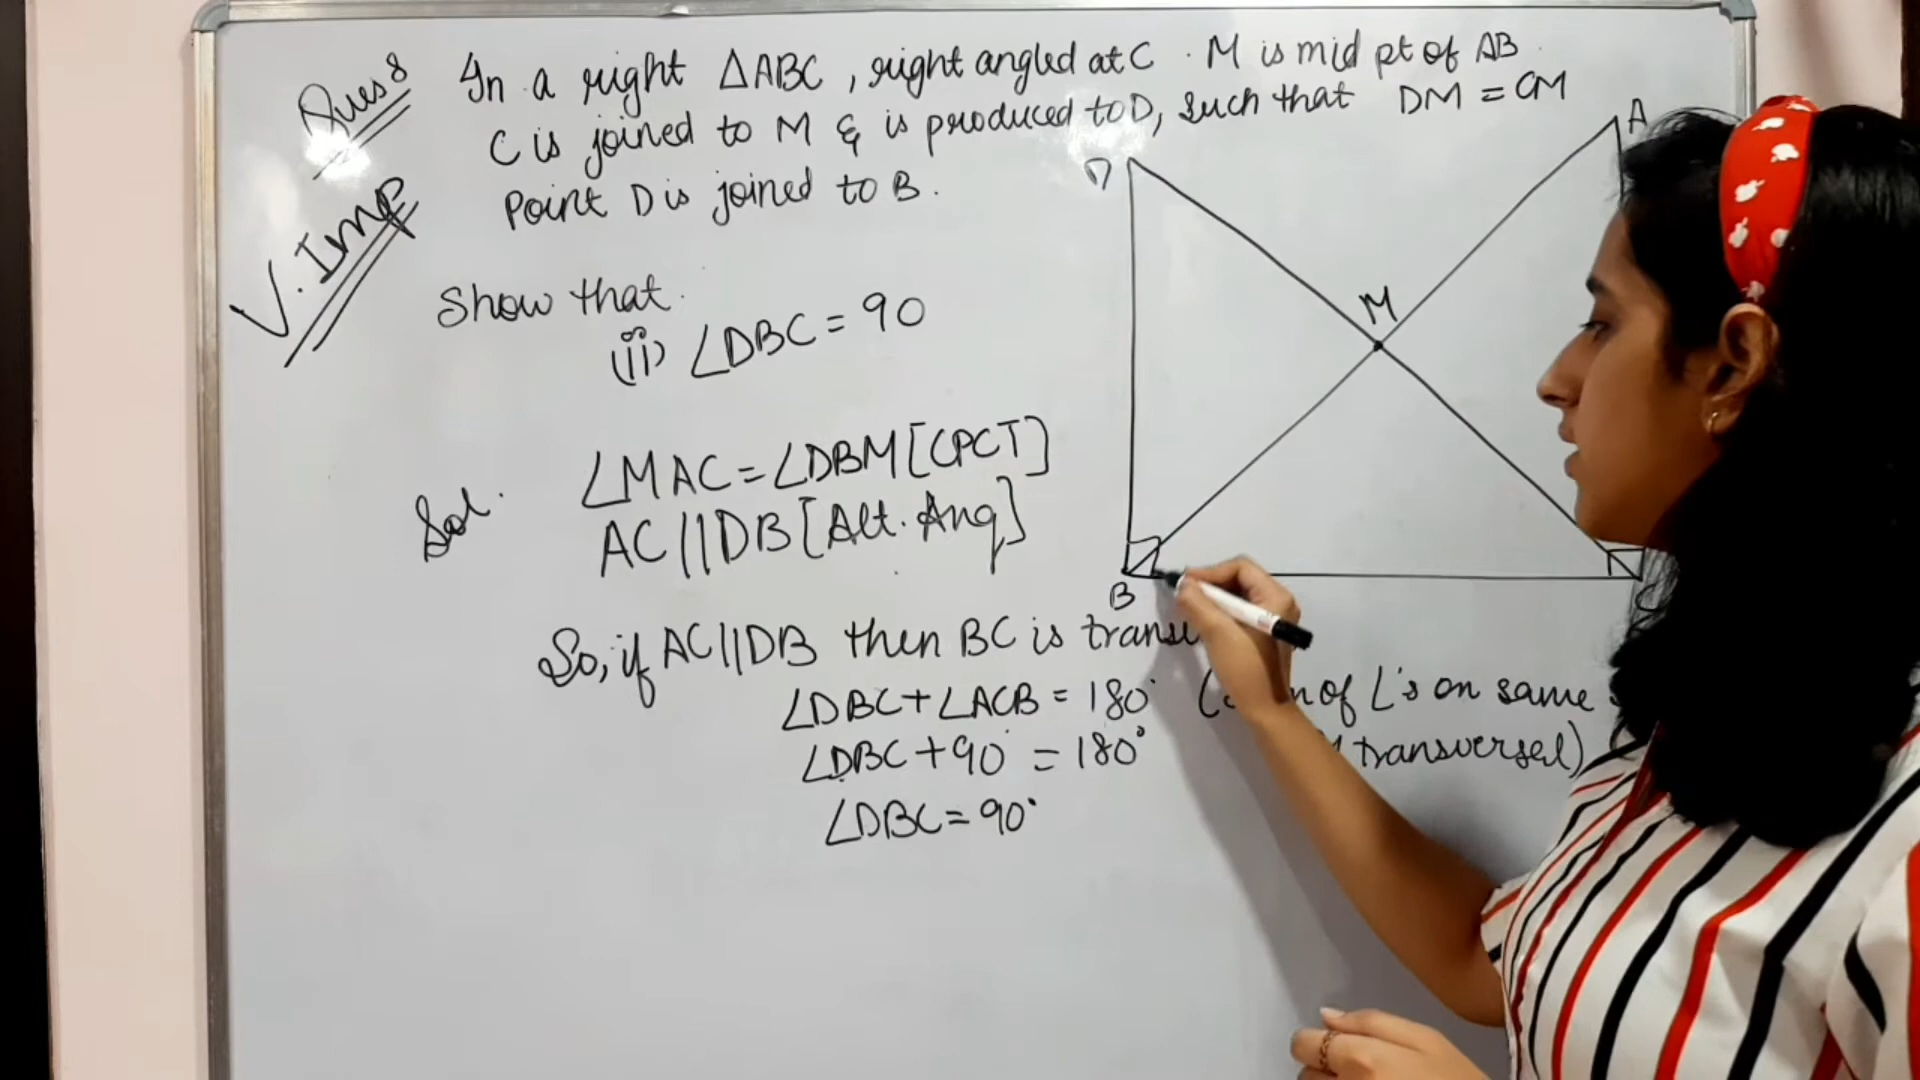 Ques 8
In a right △ABC, right angled at C. M is mid pt of AB
C is joined to M & is produced to D, such that DM = CM
Point D is joined to B.
V. Imp
Show that
(ii) ∠DBC = 90
Sol.
∠MAC = ∠DBM [CPCT]
AC || DB [Alt. Ang]
So, if AC || DB then BC is
∠DBC + ∠ACB = 180° of ∠'s on same
∠DBC + 90° = 180° transversel)
∠DBC = 90°
D
A
M
B
C